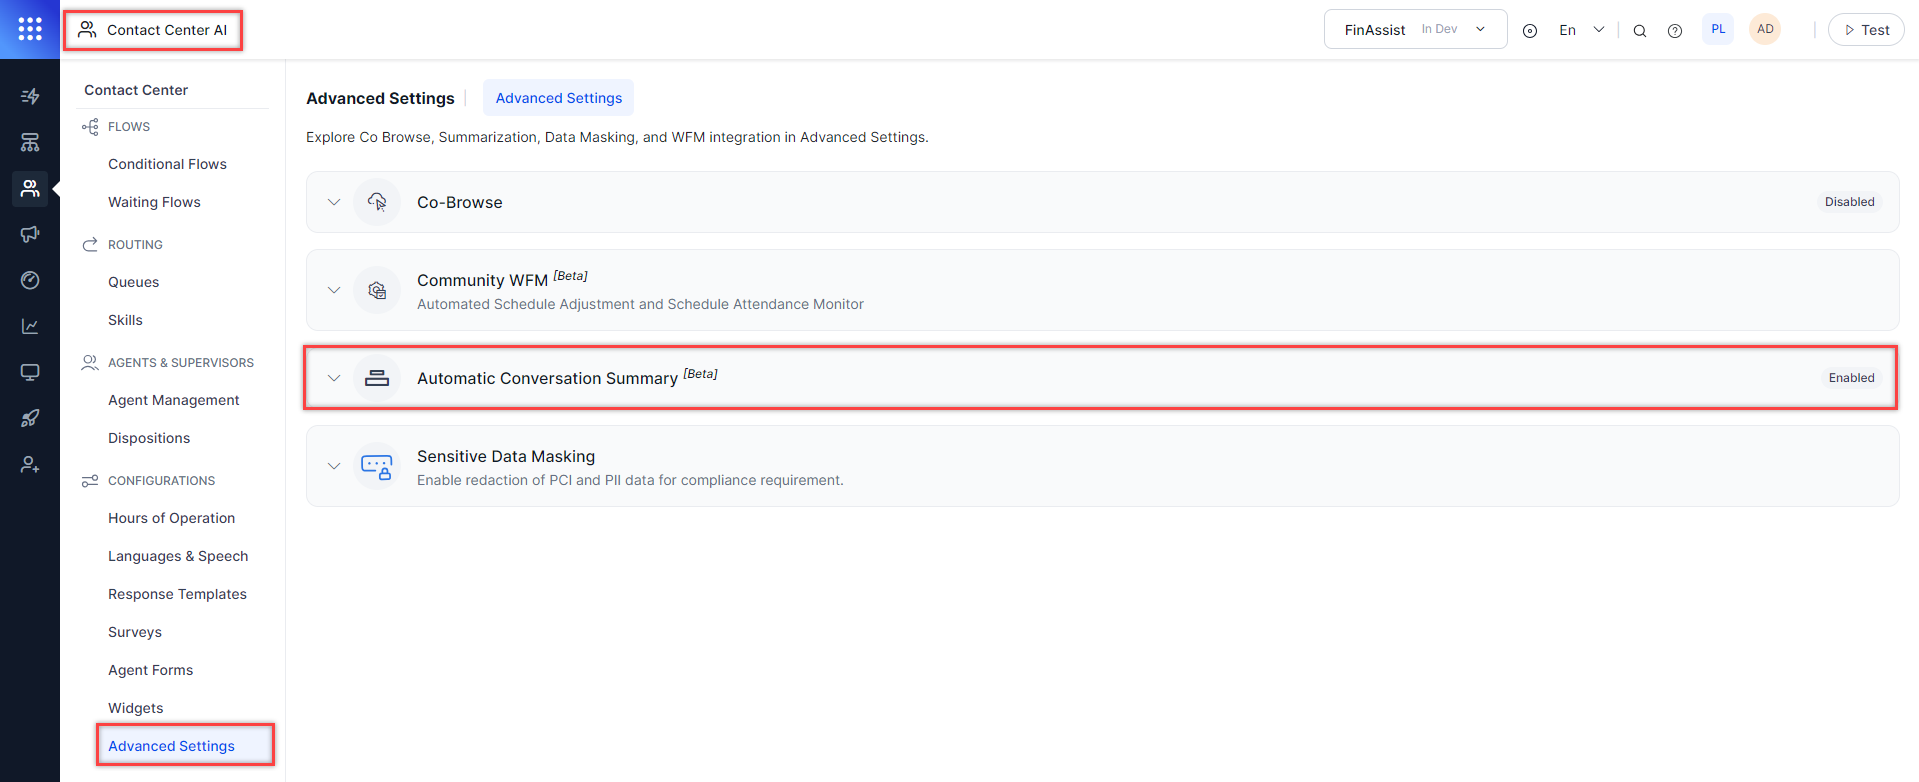 Contact Center AI
FinAssist In Dev
En
PL
AD
Test
Contact Center
FLOWS
Conditional Flows
Waiting Flows
ROUTING
Queues
Skills
AGENTS & SUPERVISORS
Agent Management
Dispositions
CONFIGURATIONS
Hours of Operation
Languages & Speech
Response Templates
Surveys
Agent Forms
Widgets
Advanced Settings
Advanced Settings
Advanced Settings
Explore Co Browse, Summarization, Data Masking, and WFM integration in Advanced Settings.
Co-Browse
Disabled
Community WFM [Beta]
Automated Schedule Adjustment and Schedule Attendance Monitor
Automatic Conversation Summary [Beta]
Enabled
Sensitive Data Masking
Enable redaction of PCI and PII data for compliance requirement.